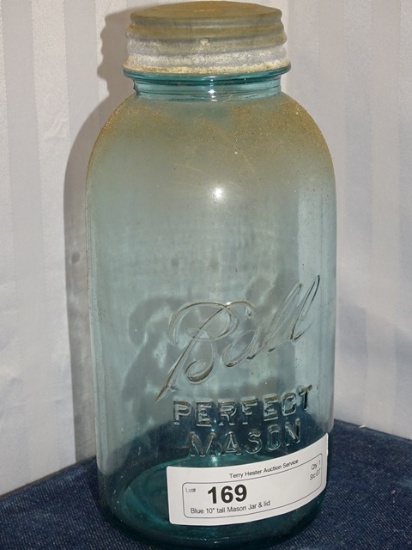 Ball
PERFECT
MASON
Terry Hester Auction Service
Lot# 169
Blue 10" tall Mason Jar & lid